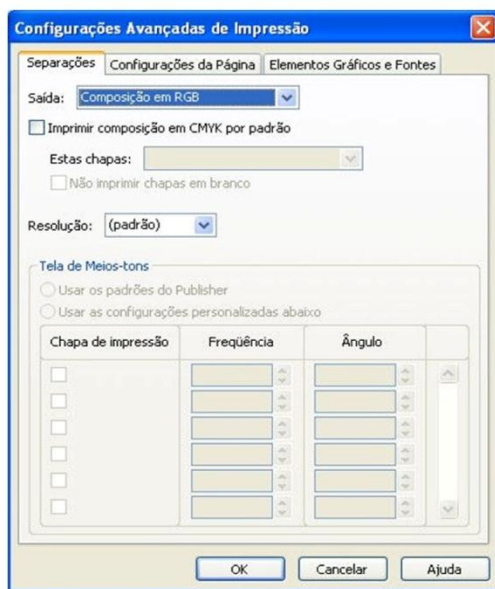 Configurações Avançadas de Impressão
Separações Configurações da Página Elementos Gráficos e Fontes
Saída: Composição em RGB
Imprimir composição em CMYK por padrão
Estas chapas:
Não imprimir chapas em branco
Resolução: (padrão)
Tela de Meios-tons
Usar os padrões do Publisher
Usar as configurações personalizadas abaixo
Chapa de impressão Freqüência Ângulo
OK Cancelar Ajuda